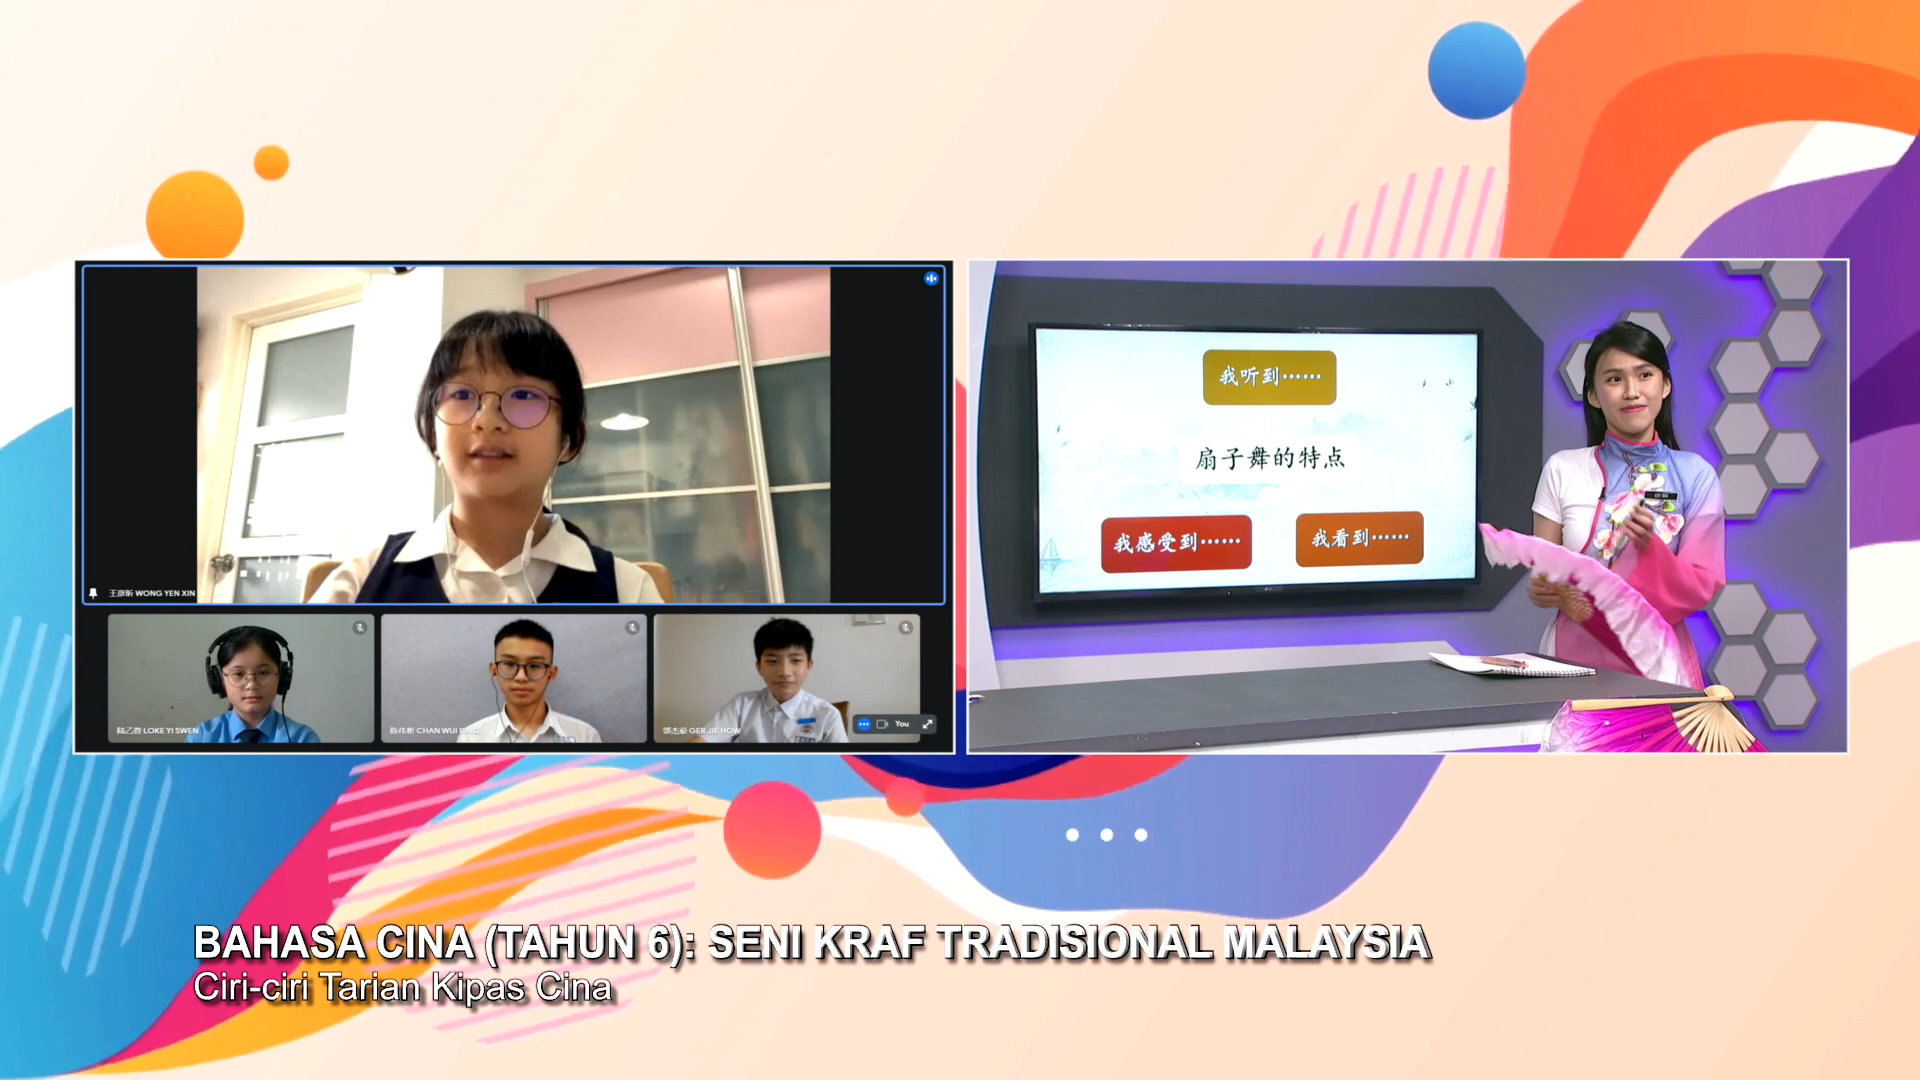 王彦昕 WONG YEN XIN
LOKE YI SWEN
CHAN WUI BING
GER JIE HOW
You
我听到……
扇子舞的特点
我感受到……
我看到……
BAHASA CINA (TAHUN 6): SENI KRAF TRADISIONAL MALAYSIA
Ciri-ciri Tarian Kipas Cina